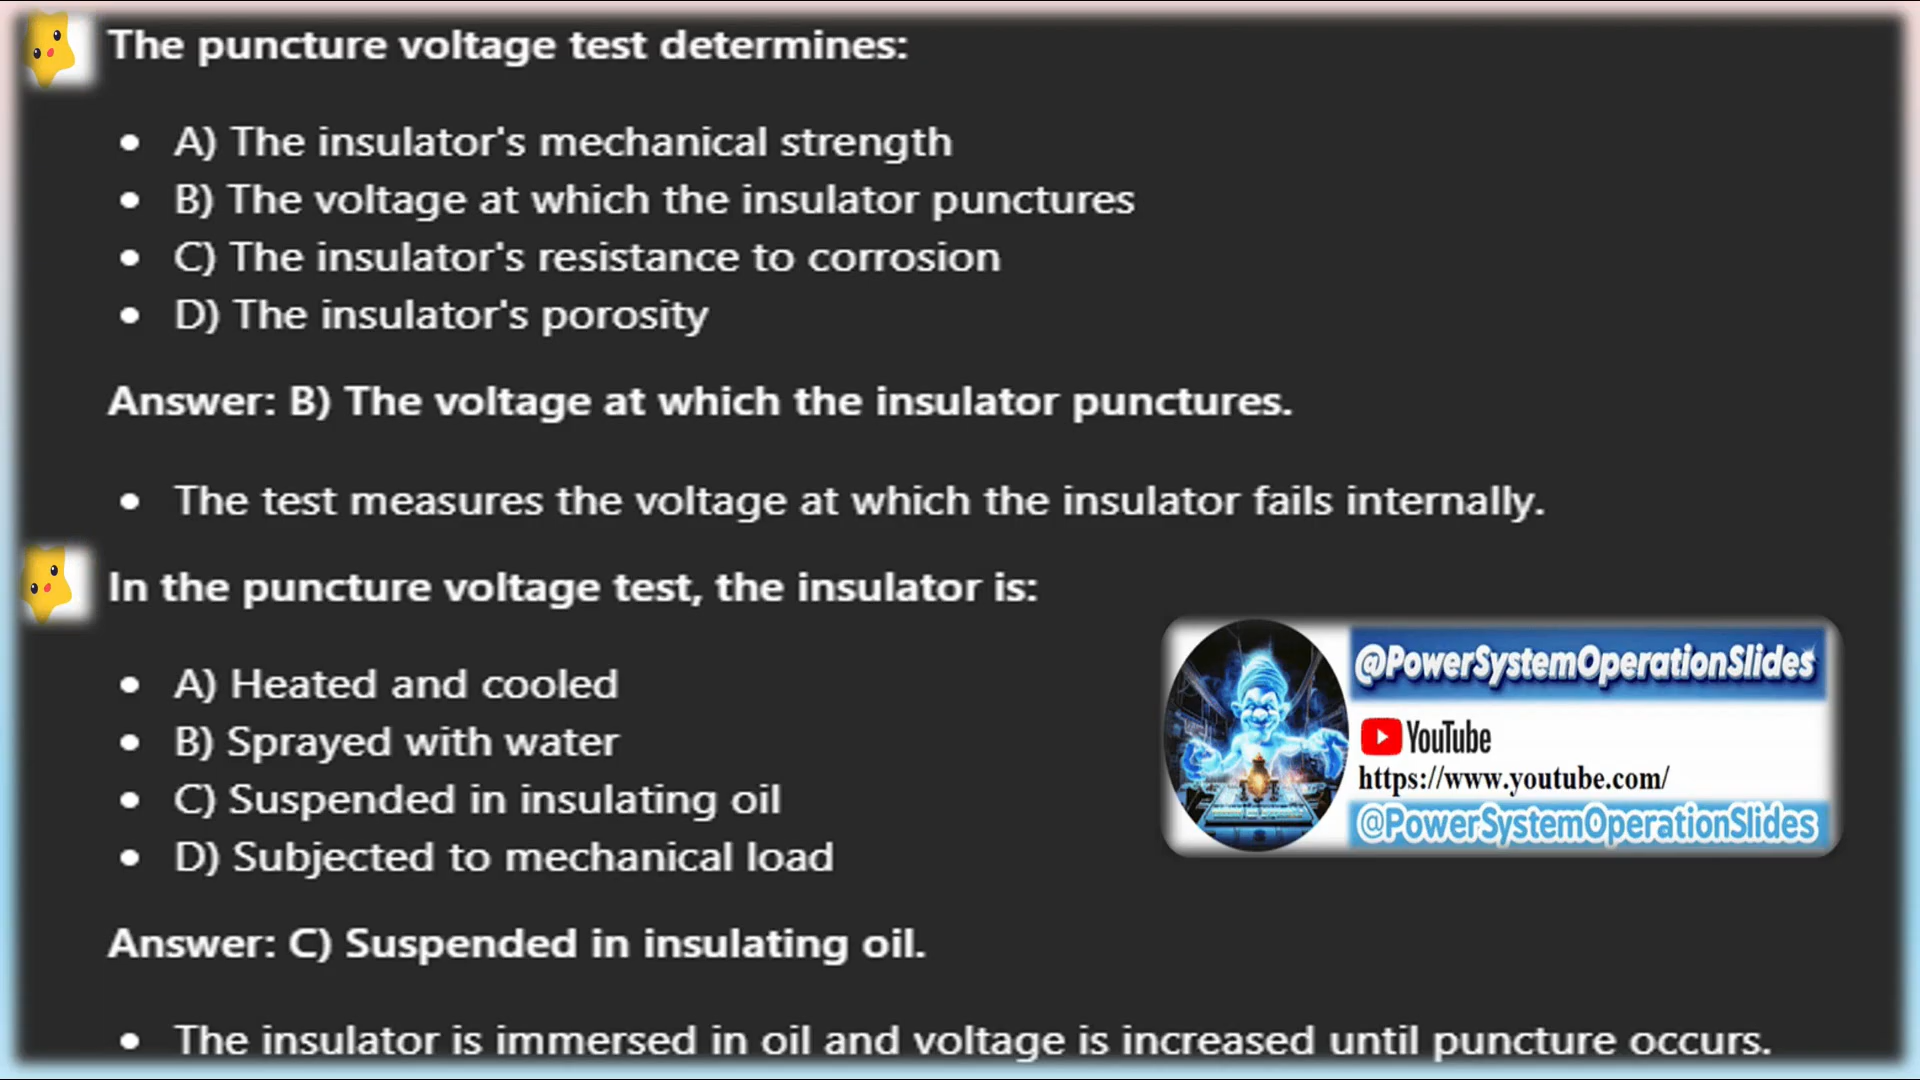 The puncture voltage test determines:
• A) The insulator's mechanical strength
• B) The voltage at which the insulator punctures
• C) The insulator's resistance to corrosion
• D) The insulator's porosity
Answer: B) The voltage at which the insulator punctures.
• The test measures the voltage at which the insulator fails internally.
In the puncture voltage test, the insulator is:
• A) Heated and cooled
• B) Sprayed with water
• C) Suspended in insulating oil
• D) Subjected to mechanical load
Answer: C) Suspended in insulating oil.
• The insulator is immersed in oil and voltage is increased until puncture occurs.
@PowerSystemOperationSlides
YouTube
https://www.youtube.com/
@PowerSystemOperationSlides